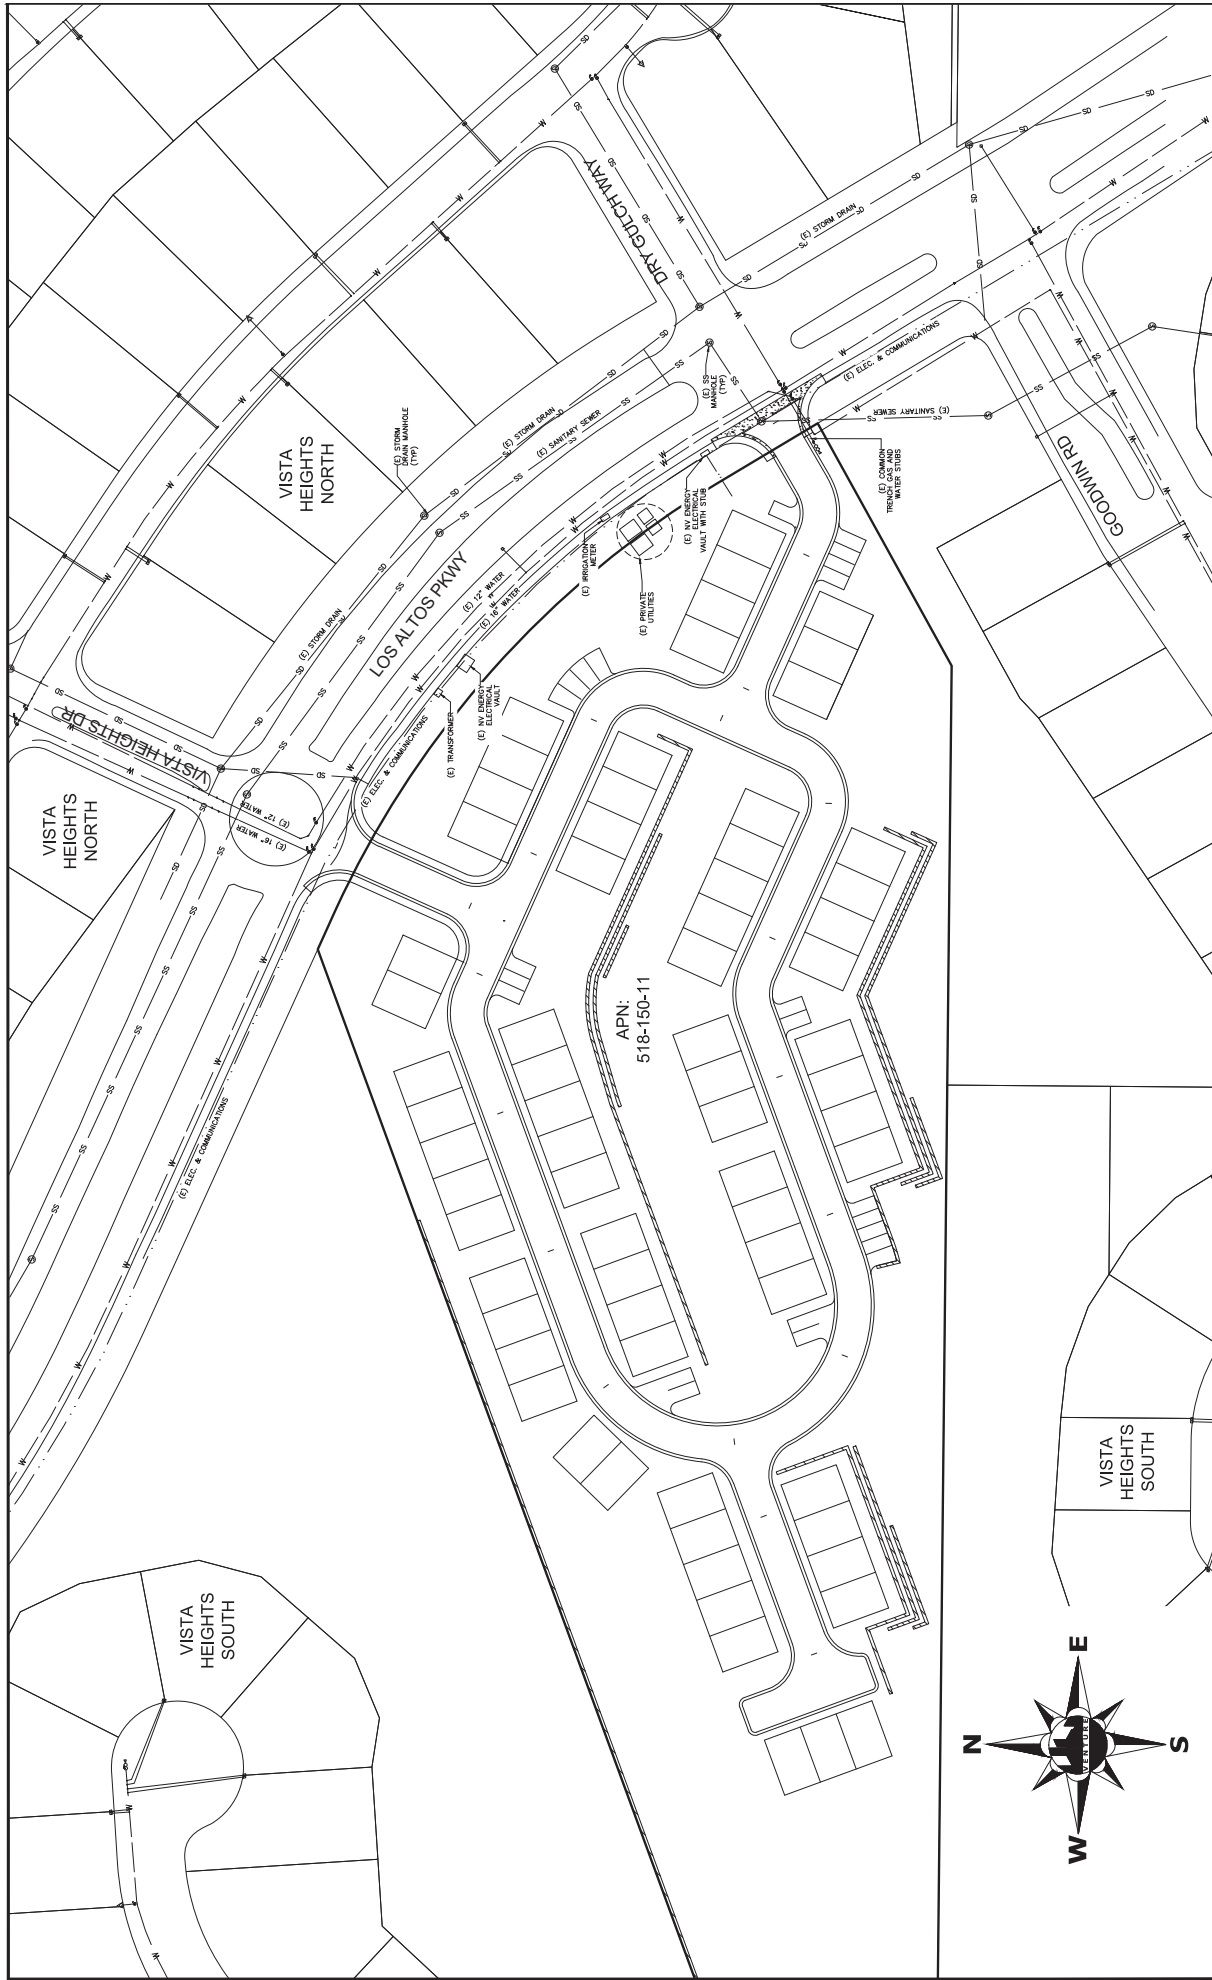 VISTA
HEIGHTS
SOUTH
VISTA
HEIGHTS
NORTH
VISTA
HEIGHTS
NORTH
VISTA HEIGHTS DR
LOS ALTOS PKWY
DRY GULCH WAY
GOODWIN RD
(E) ELEC. & COMMUNICATIONS
(E) 16" WATER
(E) 12" WATER
(E) ELEC. & COMMUNICATIONS
(E) TRANSFORMER
(E) NV ENERGY
ELECTRICAL
VAULT
(E) STORM DRAIN
(E) STORM
DRAIN MANHOLE
(TYP)
(E) 12" WATER
(E) 16" WATER
(E) STORM DRAIN
(E) SANITARY SEWER
(E) IRRIGATION
METER
(E) PRIVATE
UTILITIES
(E) NV ENERGY
ELECTRICAL
VAULT WITH STUB
(E) SS
MANHOLE
(TYP)
(E) STORM DRAIN
(E) ELEC. & COMMUNICATIONS
(E) SANITARY SEWER
(E) COMMON
TRENCH GAS AND
WATER STUBS
APN:
518-150-11
VISTA
HEIGHTS
SOUTH
N
W
E
S
VENTURE